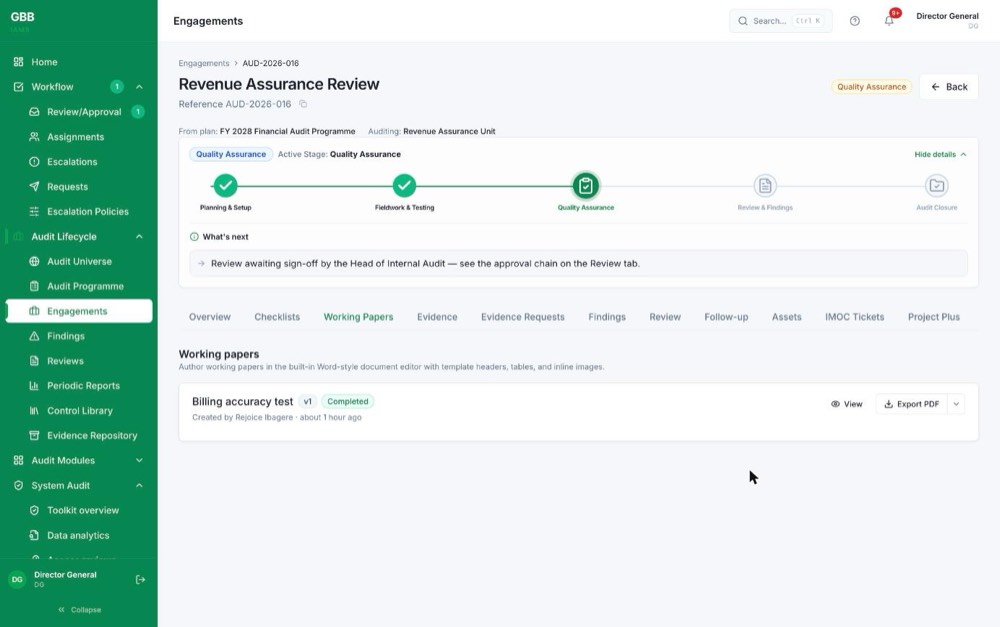 GBB
Engagements
Search...
Ctrl K
9+
Director General
DG
Home
Workflow
1
Review/Approval
1
Assignments
Escalations
Requests
Escalation Policies
Audit Lifecycle
Audit Universe
Audit Programme
Engagements
Findings
Reviews
Periodic Reports
Control Library
Evidence Repository
Audit Modules
System Audit
Toolkit overview
Data analytics
DG
Director General
DG
Collapse
Engagements > AUD-2026-016
Revenue Assurance Review
Reference AUD-2026-016
Quality Assurance
Back
From plan: FY 2028 Financial Audit Programme Auditing: Revenue Assurance Unit
Quality Assurance Active Stage: Quality Assurance
Hide details
Planning & Setup
Fieldwork & Testing
Quality Assurance
Review & Findings
Audit Closure
What's next
→ Review awaiting sign-off by the Head of Internal Audit — see the approval chain on the Review tab.
Overview Checklists Working Papers Evidence Evidence Requests Findings Review Follow-up Assets IMOC Tickets Project Plus
Working papers
Author working papers in the built-in Word-style document editor with template headers, tables, and inline images.
Billing accuracy test v1 Completed
Created by Rejoice Ibagere · about 1 hour ago
View
Export PDF